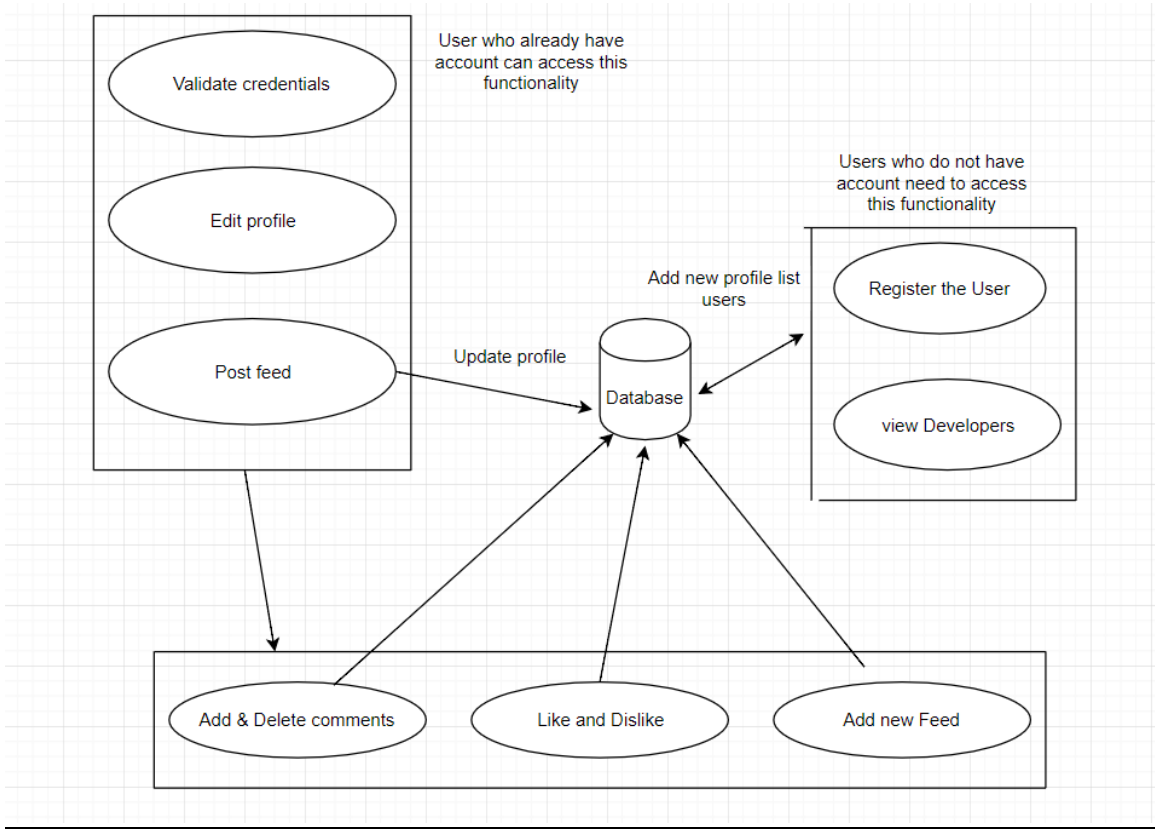 User who already have
account can access this
functionality
Validate credentials
Edit profile
Post feed
Update profile
Database
Add new profile list
users
Users who do not have
account need to access
this functionality
Register the User
view Developers
Add & Delete comments
Like and Dislike
Add new Feed